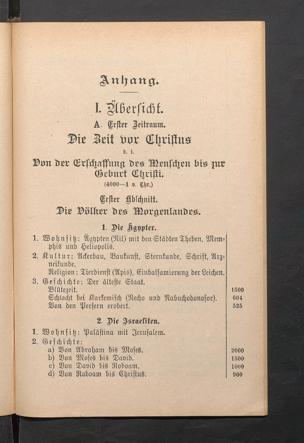 Anhang.
I. Übersicht.
A. Erster Zeitraum.
Die Zeit vor Christus
d. i.
Von der Erschaffung des Menschen bis zur
Geburt Christi.
(4000—1 v. Chr.)
Erster Abschnitt.
Die Völker des Morgenlandes.
1. Die Ägypter.
1. Wohnsitz: Ägypten (Nil) mit den Städten Theben, Mem-
phis und Heliopolis.
2. Kultur: Ackerbau, Baukunst, Sternkunde, Schrift, Arz-
neikunde.
Religion: Tierdienst (Apis), Einbalsamierung der Leichen.
3. Geschichte: Der älteste Staat.
Blütezeit. 1500
Schlacht bei Karkemisch (Necho und Nabuchodonosor). 604
Von den Persern erobert. 525
2. Die Israeliten.
1. Wohnsitz: Palästina mit Jerusalem.
2. Geschichte:
a) Von Abraham bis Moses. 2000
b) Von Moses bis David. 1500
c) Von David bis Roboam. 1000
d) Von Roboam bis Christus. 900